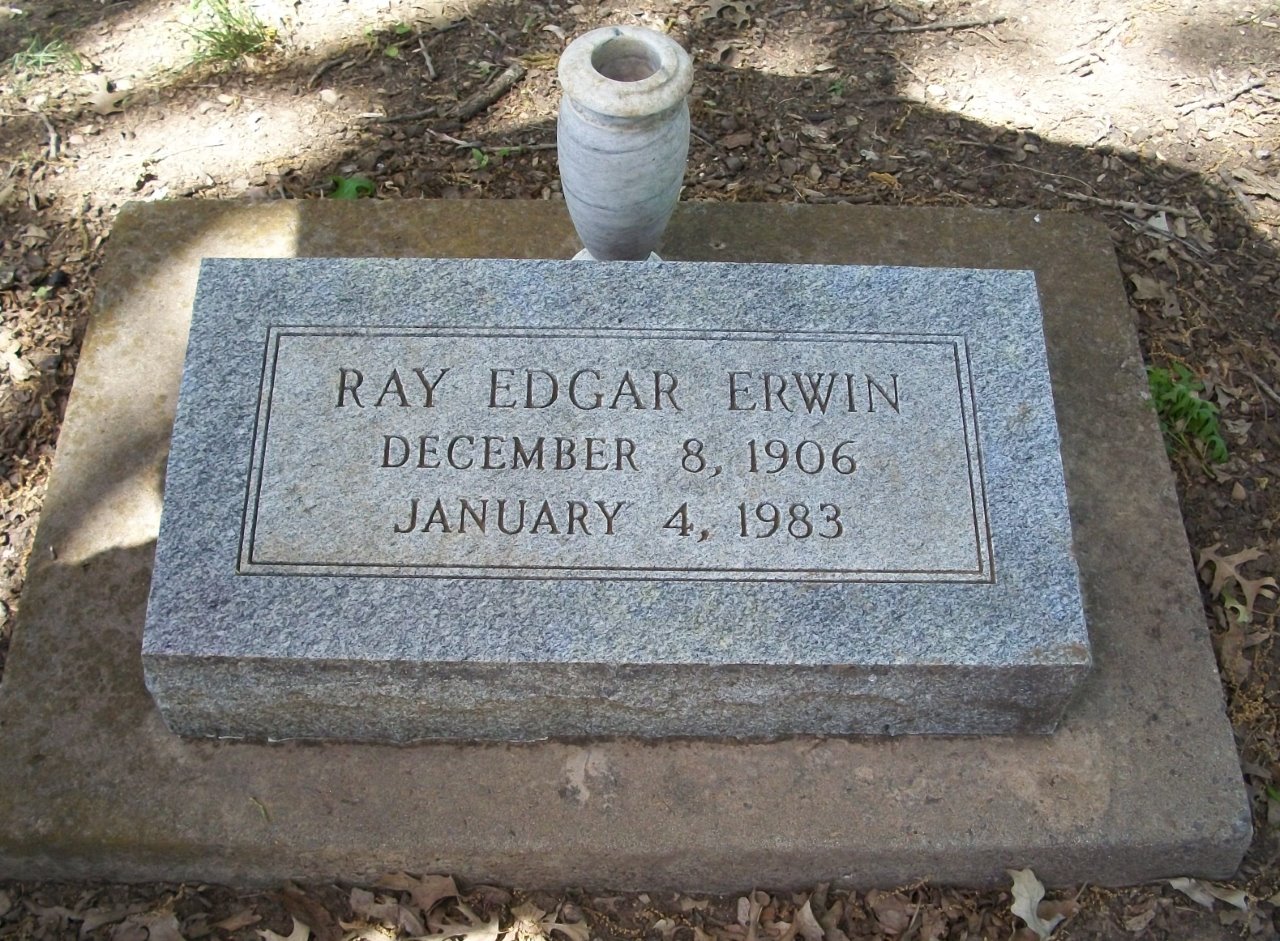 RAY EDGAR ERWIN
DECEMBER 8, 1906
JANUARY 4, 1983